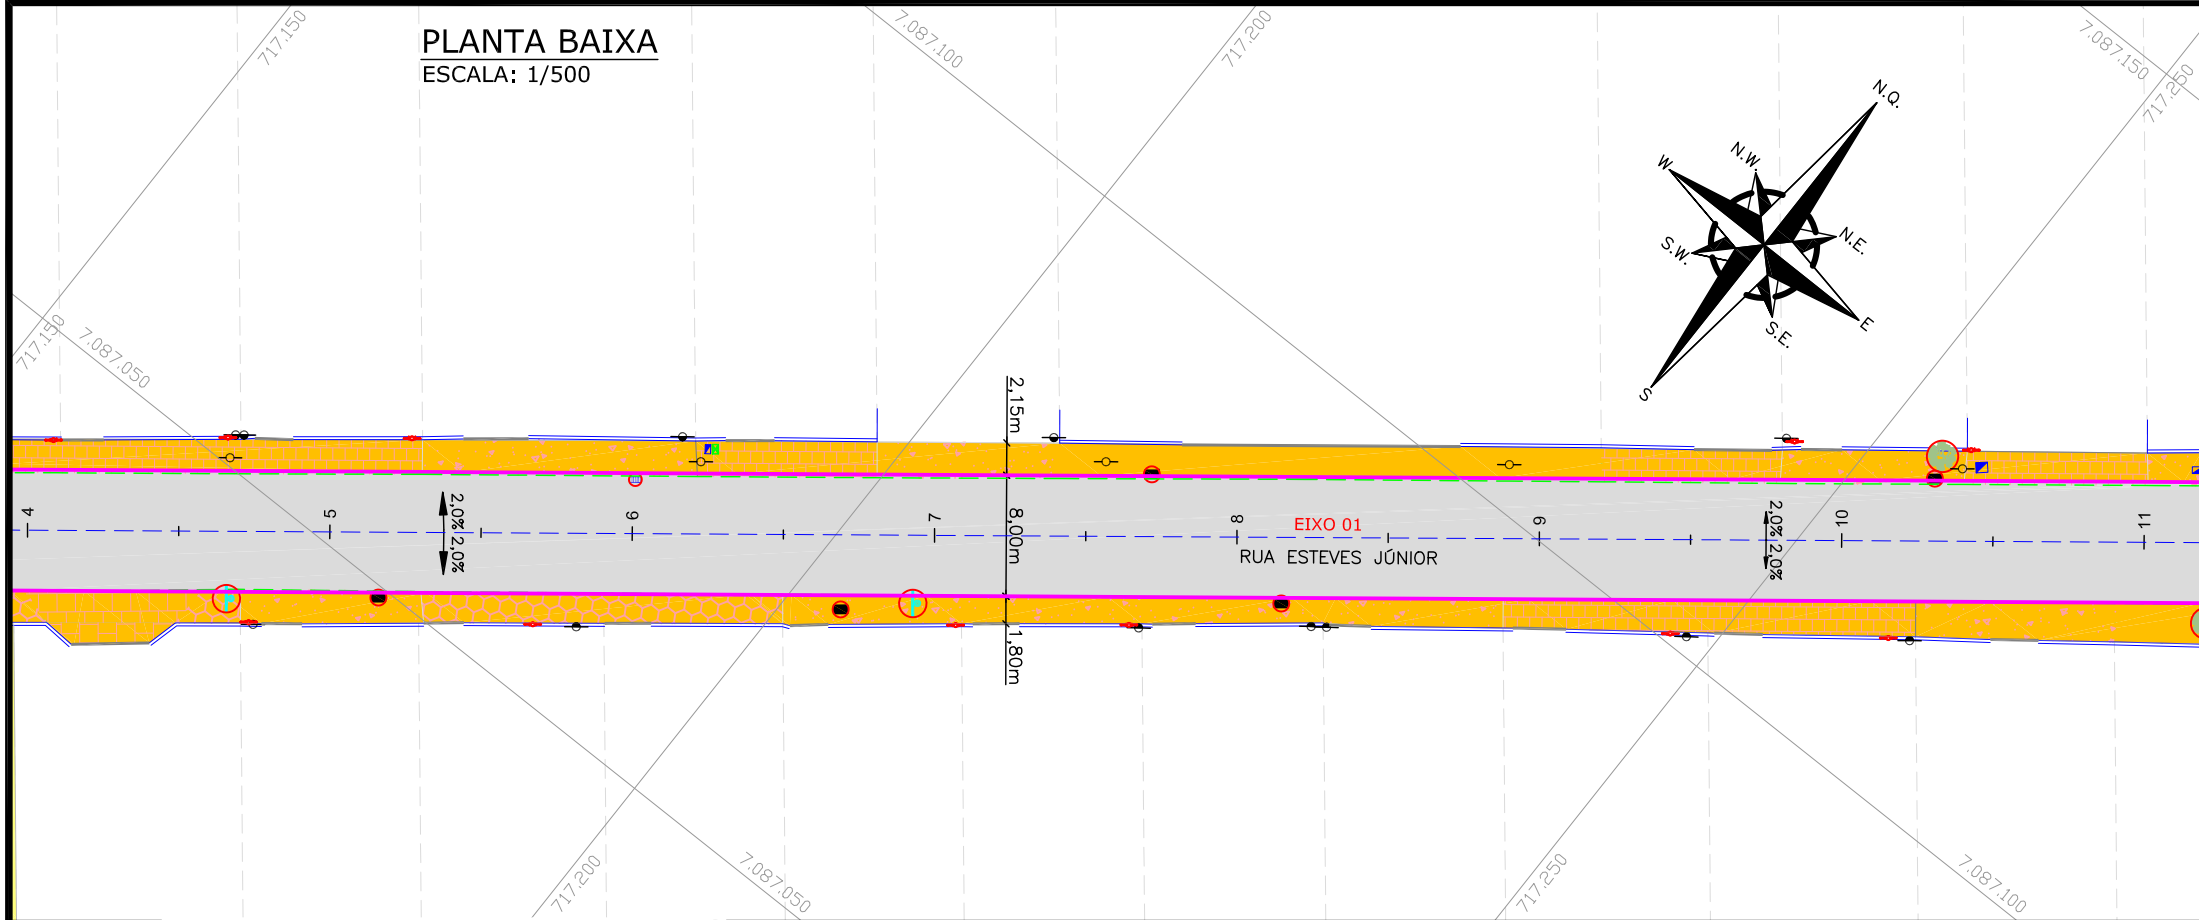 PLANTA BAIXA
ESCALA: 1/500
717.150
7.087.100
717.200
7.087.150
717.250
N.Q.
N.W.
W
N.E.
S.W.
S.E.
E
S
717.150
7.087.050
2,15m
4
5
2,0%
2,0%
6
7
8,00m
8
EIXO 01
RUA ESTEVES JÚNIOR
9
2,0%
2,0%
10
11
1,80m
717.200
7.087.050
717.250
7.087.100